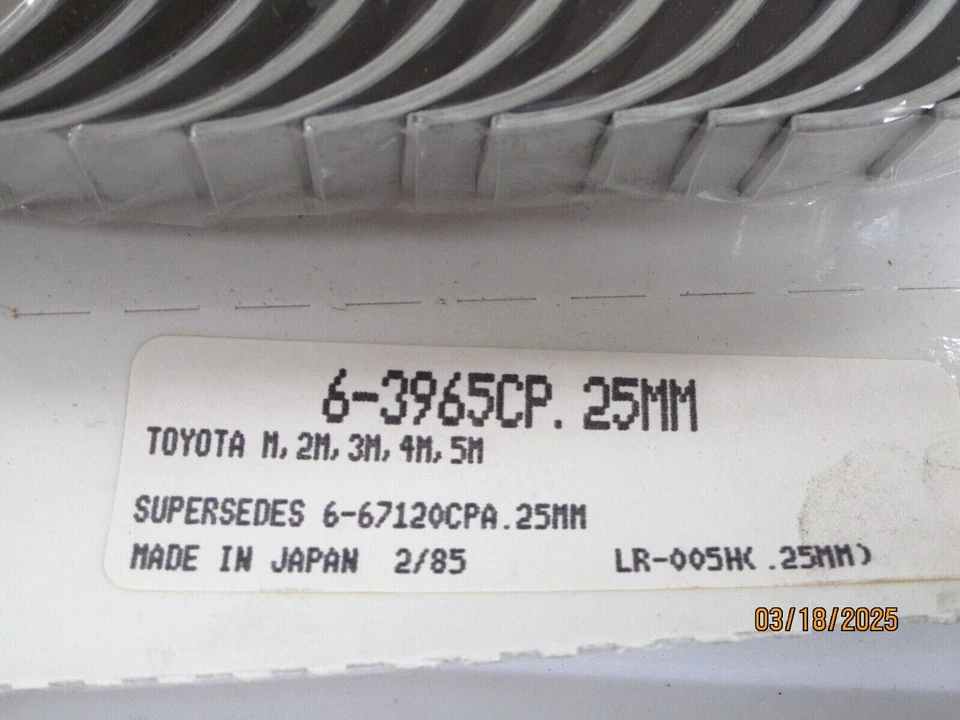 6-3965CP.25MM
TOYOTA M, 2M, 3M, 4M, 5M
SUPERSEDES 6-67120CPA.25MM
MADE IN JAPAN 2/85 LR-005H(.25MM)
03/18/2025